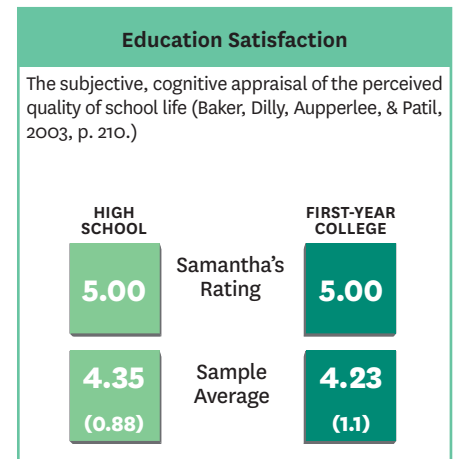 Education Satisfaction
The subjective, cognitive appraisal of the perceived
quality of school life (Baker, Dilly, Aupperlee, & Patil,
2003, p. 210.)
HIGH
SCHOOL
FIRST-YEAR
COLLEGE
5.00
Samantha’s
Rating
5.00
4.35
(0.88)
Sample
Average
4.23
(1.1)